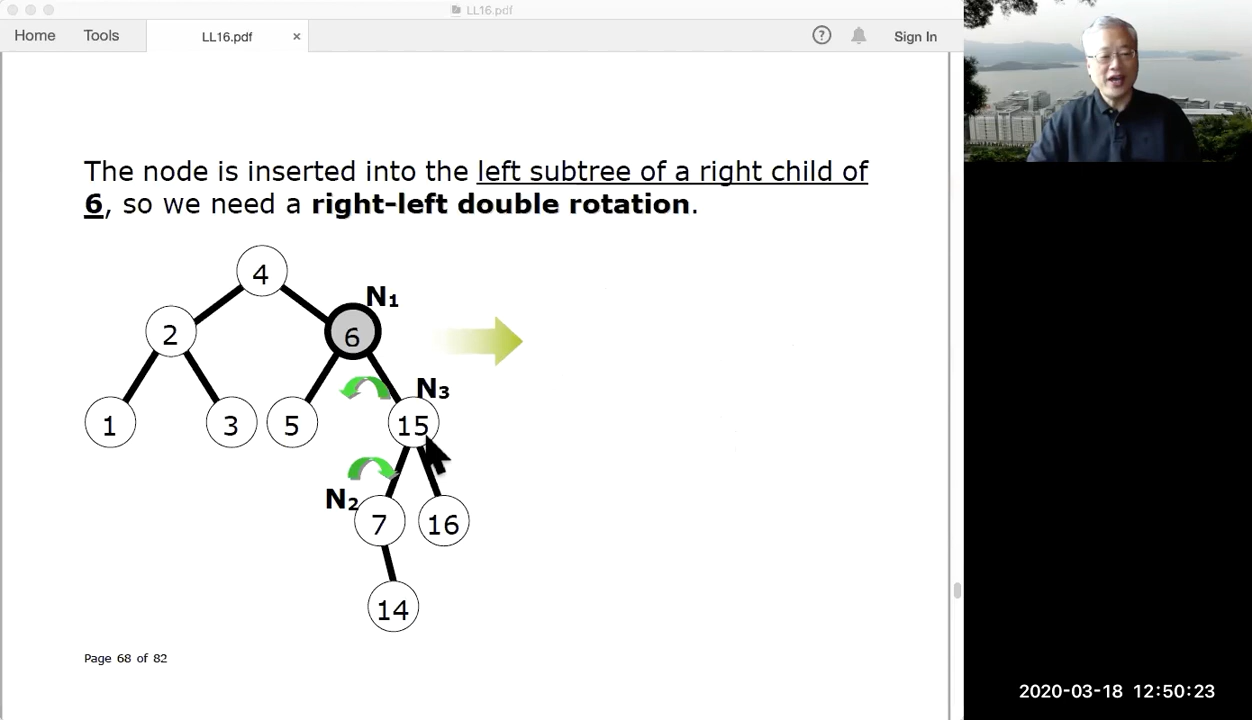 LL16.pdf
Home Tools LL16.pdf × ? Sign In
The node is inserted into the left subtree of a right child of
6, so we need a right-left double rotation.
4
N1
2 6
N3
1 3 5 15
N2
7 16
14
Page 68 of 82
2020-03-18 12:50:23